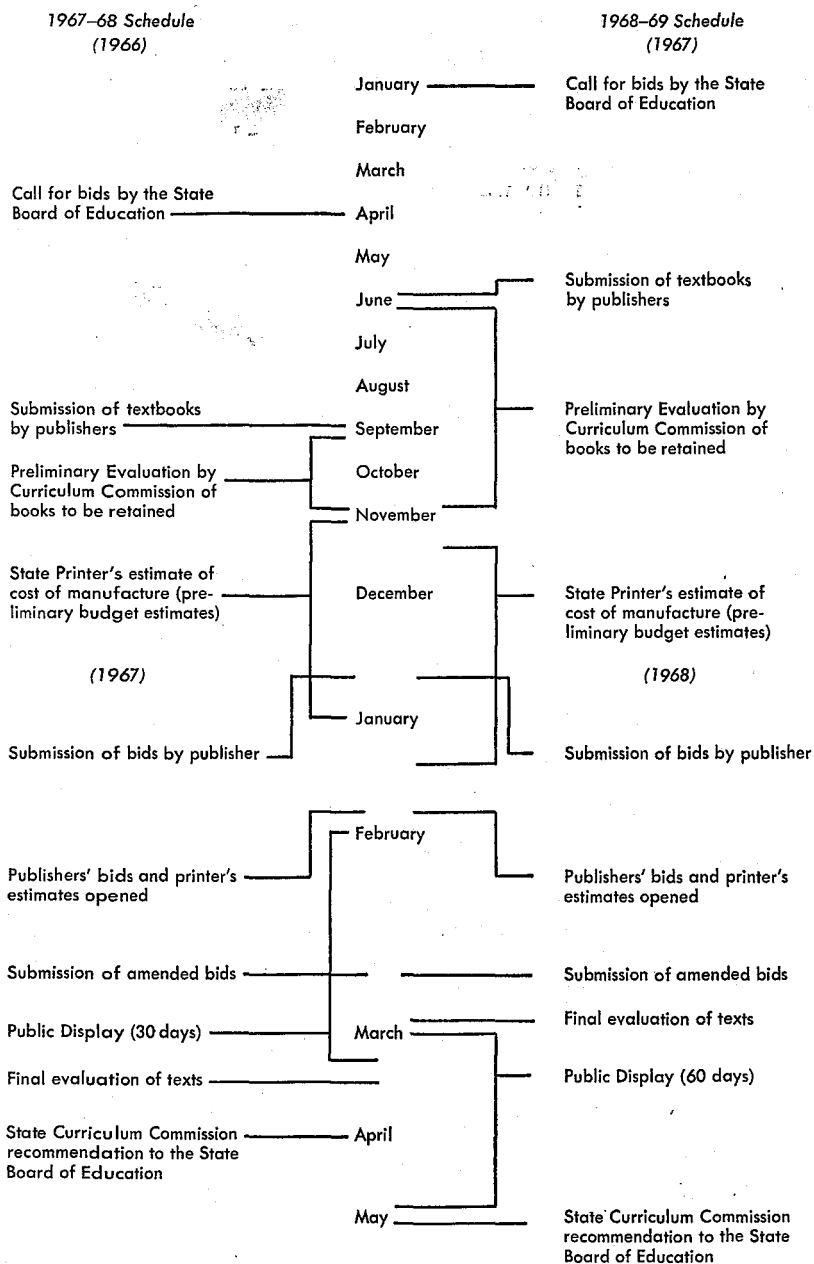 1967–68 Schedule
(1966)
1968–69 Schedule
(1967)
January
Call for bids by the State
Board of Education
February
March
Call for bids by the State
Board of Education
April
May
June
Submission of textbooks
by publishers
July
August
Submission of textbooks
by publishers
September
Preliminary Evaluation by
Curriculum Commission of
books to be retained
Preliminary Evaluation by
Curriculum Commission of
books to be retained
October
November
State Printer's estimate of
cost of manufacture (pre-
liminary budget estimates)
December
State Printer's estimate of
cost of manufacture (pre-
liminary budget estimates)
(1967)
(1968)
January
Submission of bids by publisher
Submission of bids by publisher
February
Publishers' bids and printer's
estimates opened
Publishers' bids and printer's
estimates opened
Submission of amended bids
Submission of amended bids
Final evaluation of texts
Public Display (30 days)
March
Final evaluation of texts
Public Display (60 days)
State Curriculum Commission
recommendation to the State
Board of Education
April
May
State Curriculum Commission
recommendation to the State
Board of Education